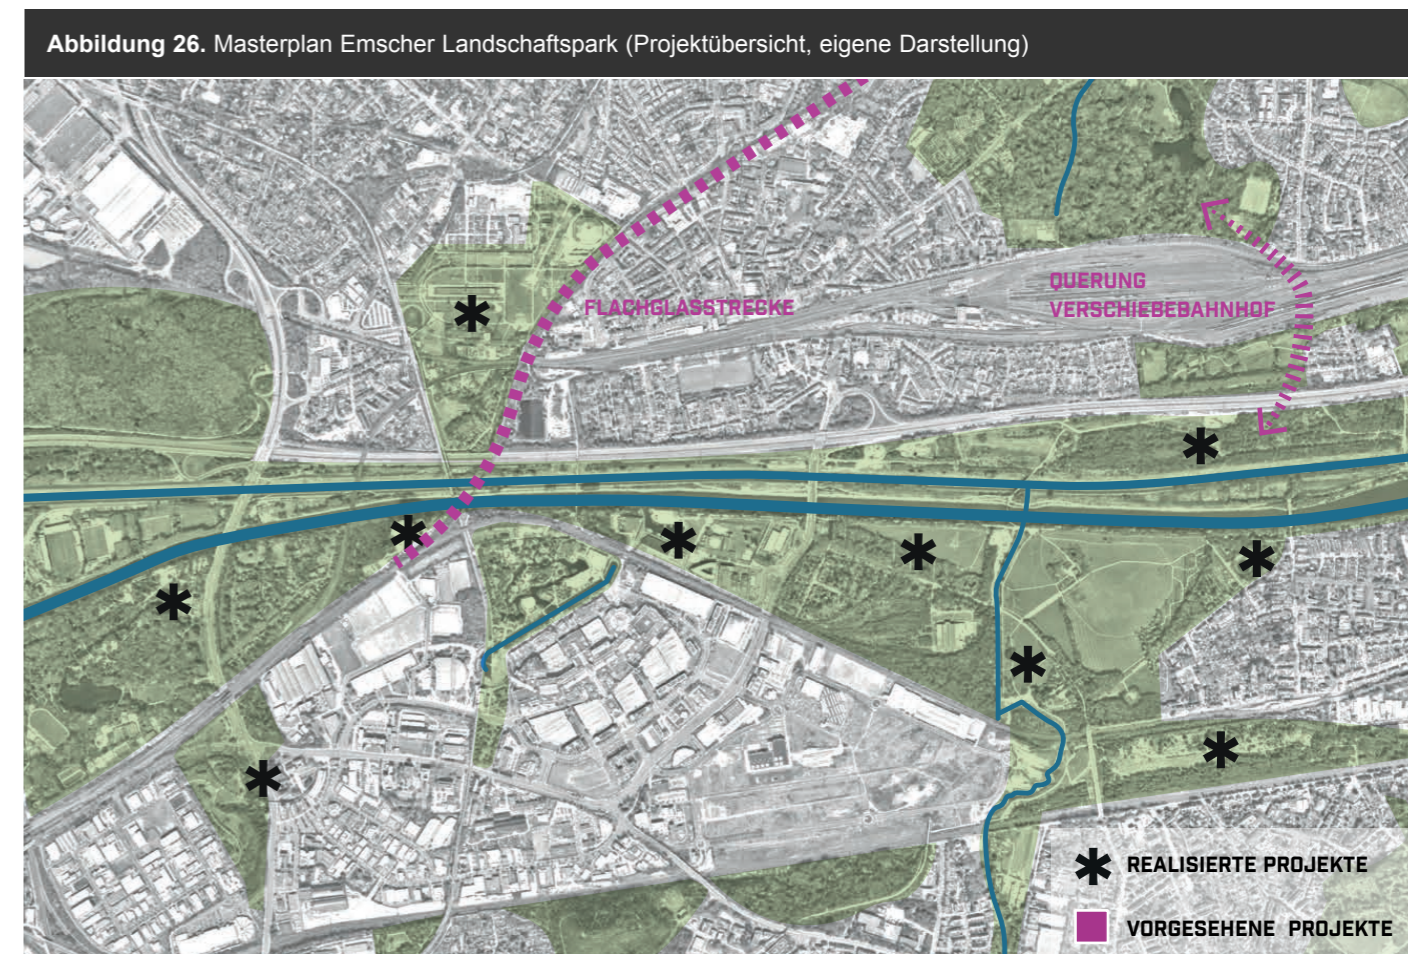 Abbildung 26. Masterplan Emscher Landschaftspark (Projektübersicht, eigene Darstellung)
FLACHGLASSTRECKE
QUERUNG
VERSCHIEBEBAHNHOF
REALISIERTE PROJEKTE
VORGESEHENE PROJEKTE